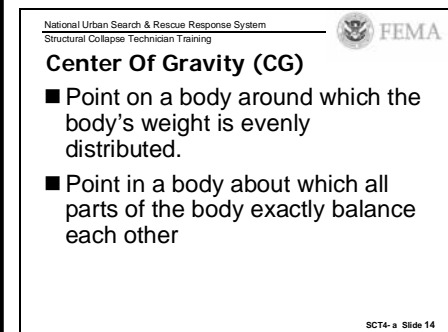 National Urban Search & Rescue Response System
Structural Collapse Technician Training
FEMA
Center Of Gravity (CG)
■ Point on a body around which the
body's weight is evenly
distributed.
■ Point in a body about which all
parts of the body exactly balance
each other
SCT4- a Slide 14